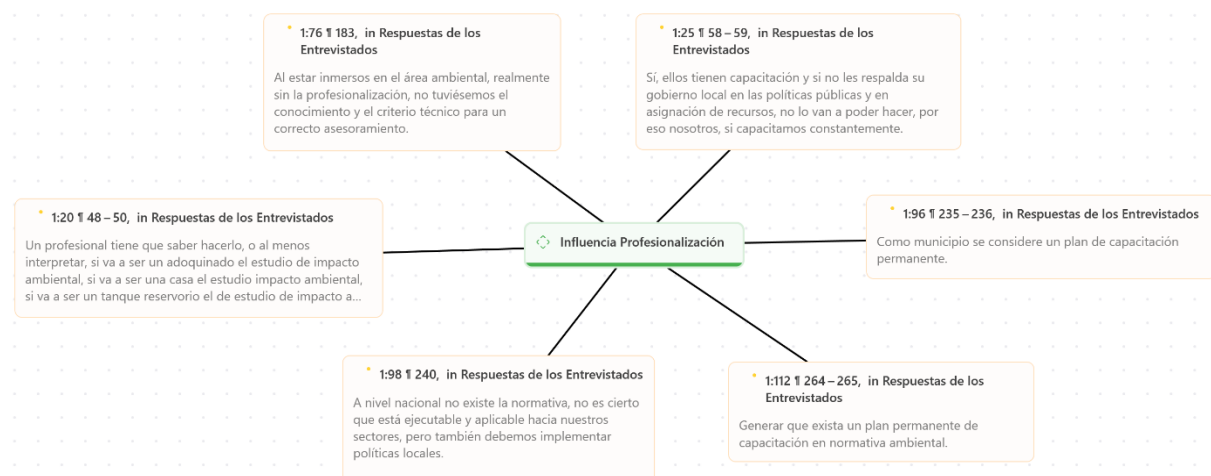 1:76 ¶ 183, in Respuestas de los
Entrevistados
Al estar inmersos en el área ambiental, realmente
sin la profesionalización, no tuviésemos el
conocimiento y el criterio técnico para un
correcto asesoramiento.
1:25 ¶ 58 – 59, in Respuestas de los
Entrevistados
Sí, ellos tienen capacitación y si no les respalda su
gobierno local en las políticas públicas y en
asignación de recursos, no lo van a poder hacer, por
eso nosotros, si capacitamos constantemente.
1:20 ¶ 48 – 50, in Respuestas de los Entrevistados
Un profesional tiene que saber hacerlo, o al menos
interpretar, si va a ser un adoquinado el estudio de impacto
ambiental, si va a ser una casa el estudio impacto ambiental,
si va a ser un tanque reservorio el de estudio de impacto a...
Influencia Profesionalización
1:96 ¶ 235 – 236, in Respuestas de los Entrevistados
Como municipio se considere un plan de capacitación
permanente.
1:98 ¶ 240, in Respuestas de los Entrevistados
A nivel nacional no existe la normativa, no es cierto
que está ejecutable y aplicable hacia nuestros
sectores, pero también debemos implementar
políticas locales.
1:112 ¶ 264 – 265, in Respuestas de los
Entrevistados
Generar que exista un plan permanente de
capacitación en normativa ambiental.